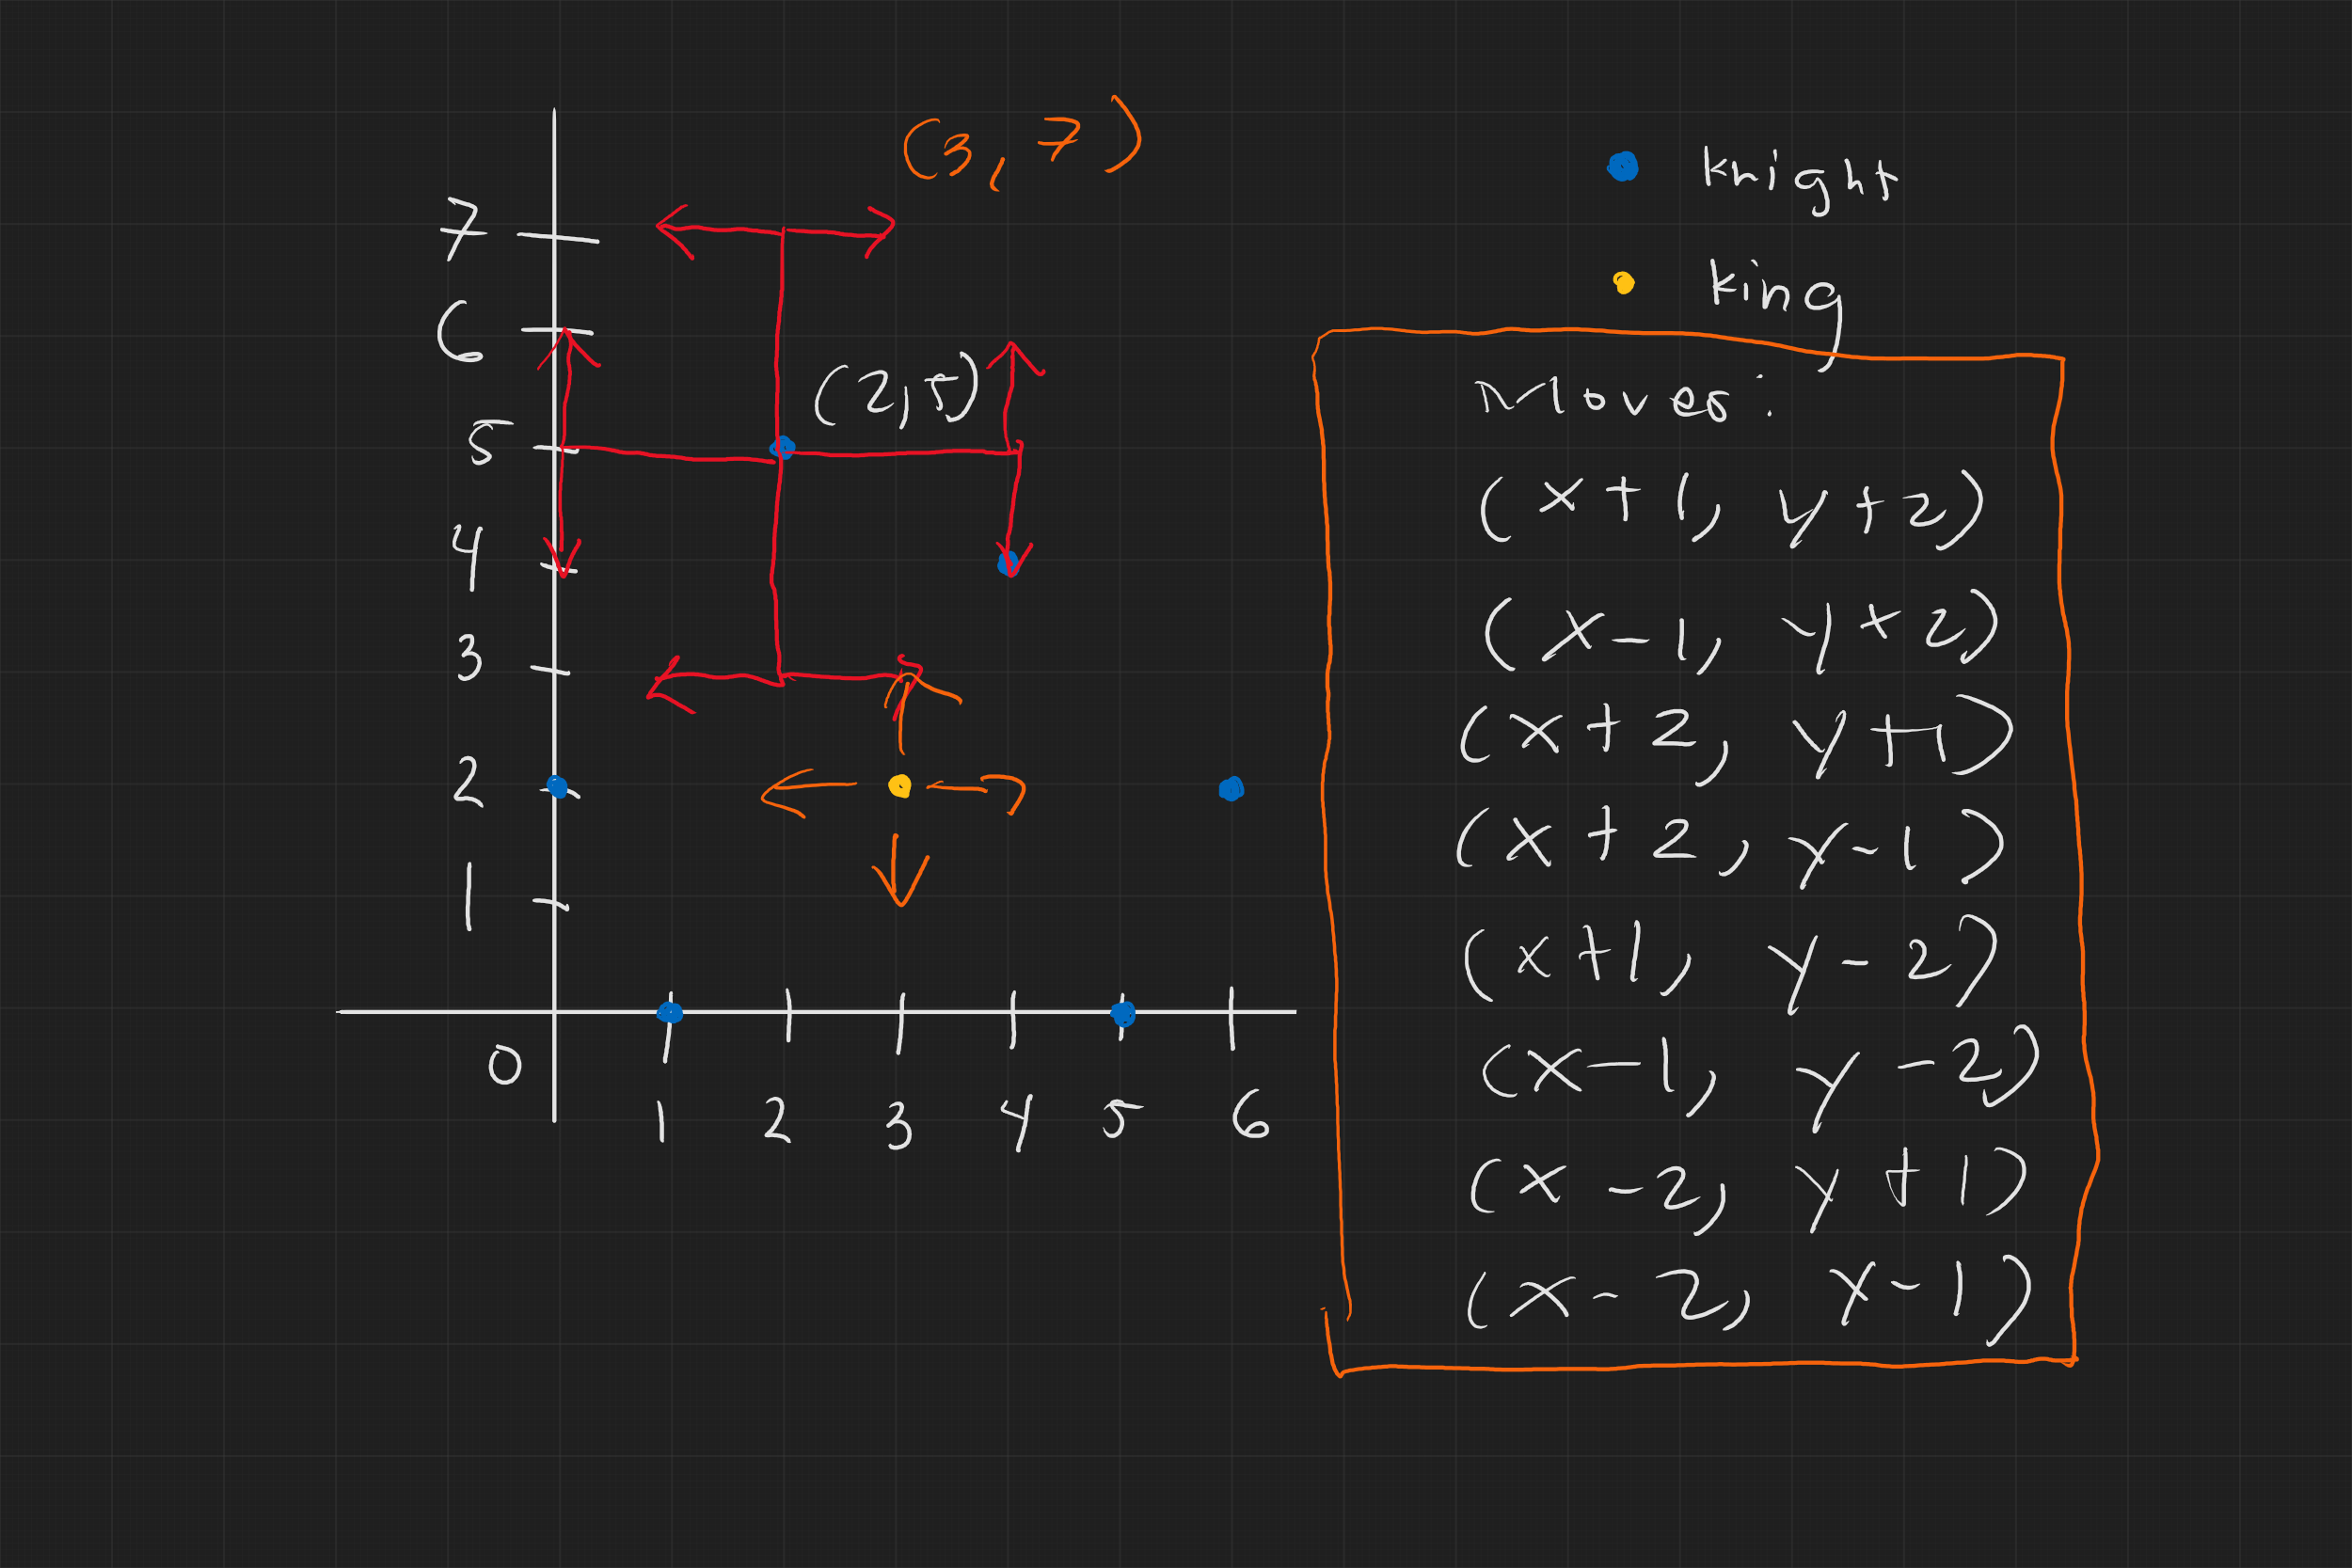 (3, 7)
knight
king
7
6
(2, 5)
5
4
3
2
1
0
1 2 3 4 5 6
Moves:
(x+1, y+2)
(x-1, y+2)
(x+2, y+1)
(x+2, y-1)
(x+1, y-2)
(x-1, y-2)
(x-2, y+1)
(x-2, y-1)